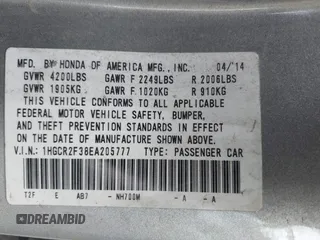 MFD. BY HONDA OF AMERICA MFG., INC. 04/14
GVWR 4200LBS GAWR F 2249LBS R 2006LBS
GVWR 1905KG GAWR F 1020KG R 910KG
THIS VEHICLE CONFORMS TO ALL APPLICABLE
FEDERAL MOTOR VEHICLE SAFETY, BUMPER,
AND THEFT PREVENTION STANDARDS IN EFFECT
ON THE DATE OF MANUFACTURE SHOWN ABOVE.
V.I.N.: 1HGCR2F38EA205777 TYPE: PASSENGER CAR
T2F E AB7 - NH700M - A - A
BIDHISTORY